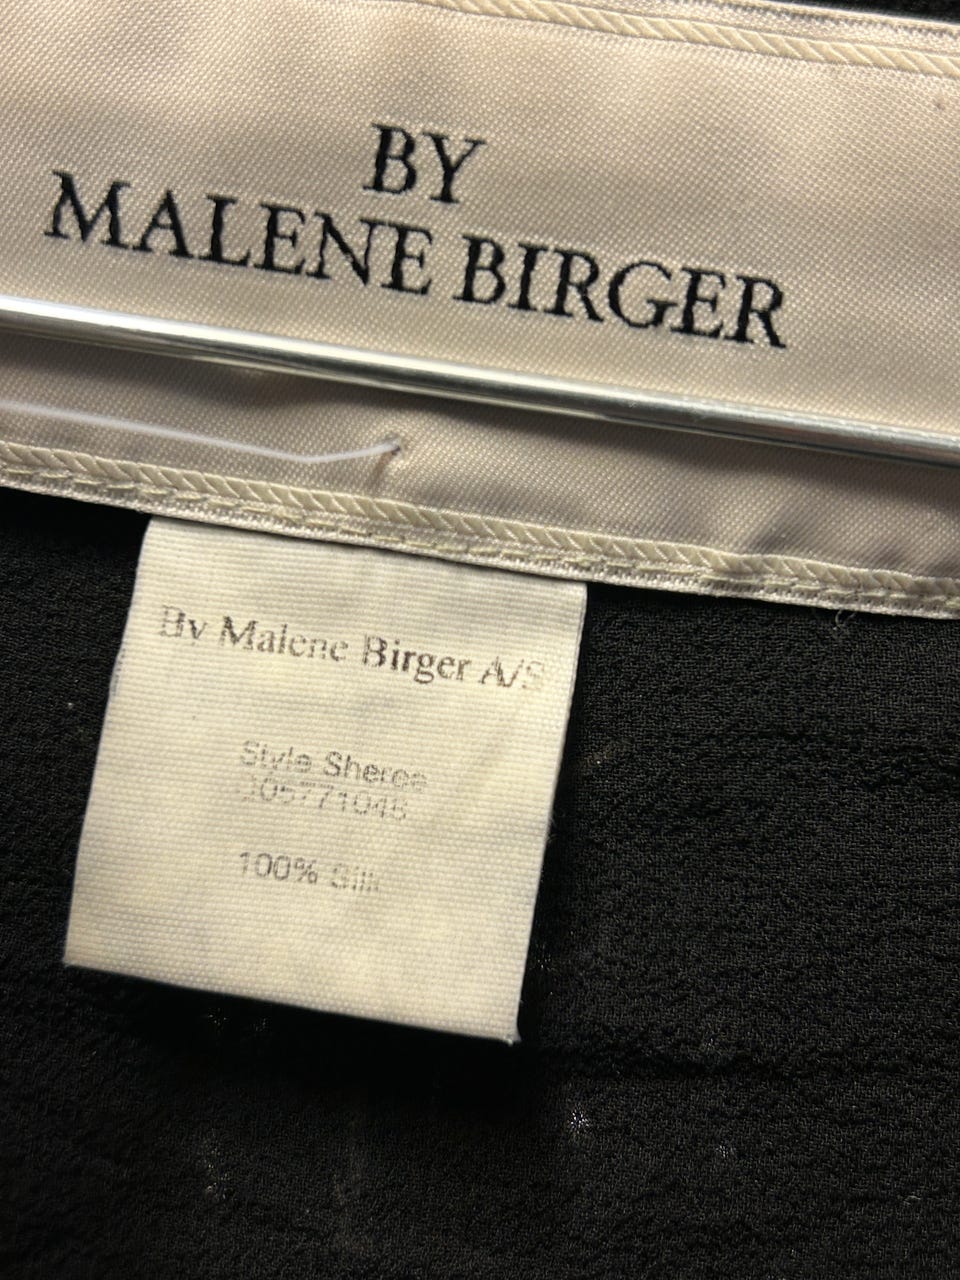 BY
MALENE BIRGER
By Malene Birger A/S
Style Sheree
100% Silk